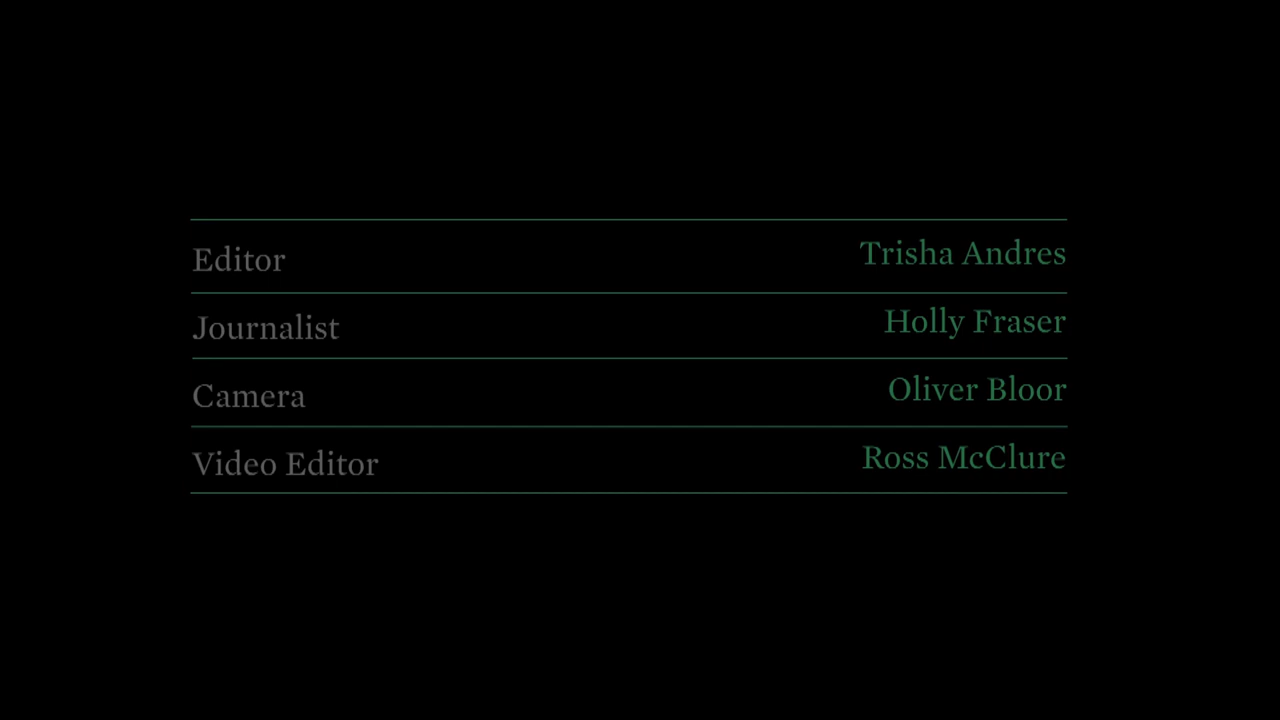 Editor Trisha Andres
Journalist Holly Fraser
Camera Oliver Bloor
Video Editor Ross McClure